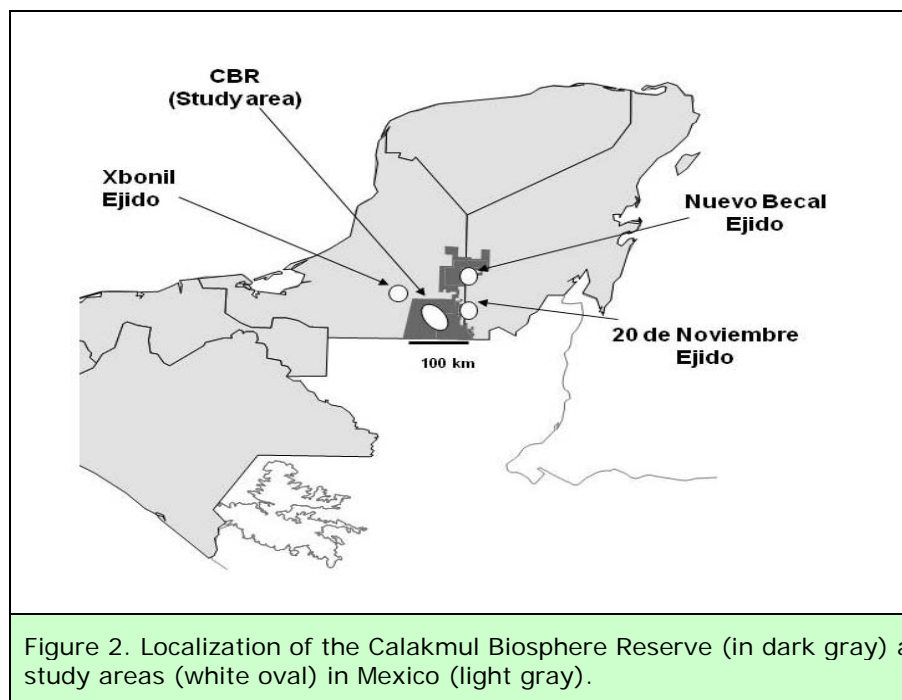 CBR
(Study area)
Xbonil
Ejido
Nuevo Becal
Ejido
20 de Noviembre
Ejido
100 km
Figure 2. Localization of the Calakmul Biosphere Reserve (in dark gray)
study areas (white oval) in Mexico (light gray).